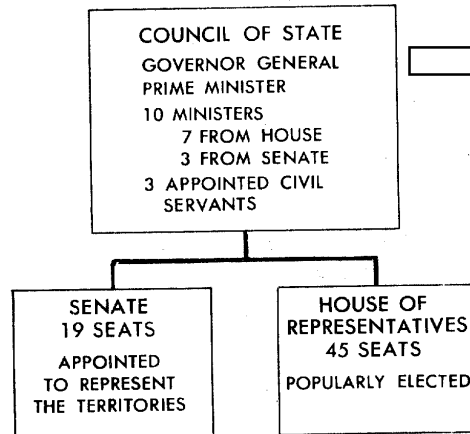 COUNCIL OF STATE
GOVERNOR GENERAL
PRIME MINISTER
10 MINISTERS
7 FROM HOUSE
3 FROM SENATE
3 APPOINTED CIVIL
SERVANTS
SENATE
19 SEATS
APPOINTED
TO REPRESENT
THE TERRITORIES
HOUSE OF
REPRESENTATIVES
45 SEATS
POPULARLY ELECTED